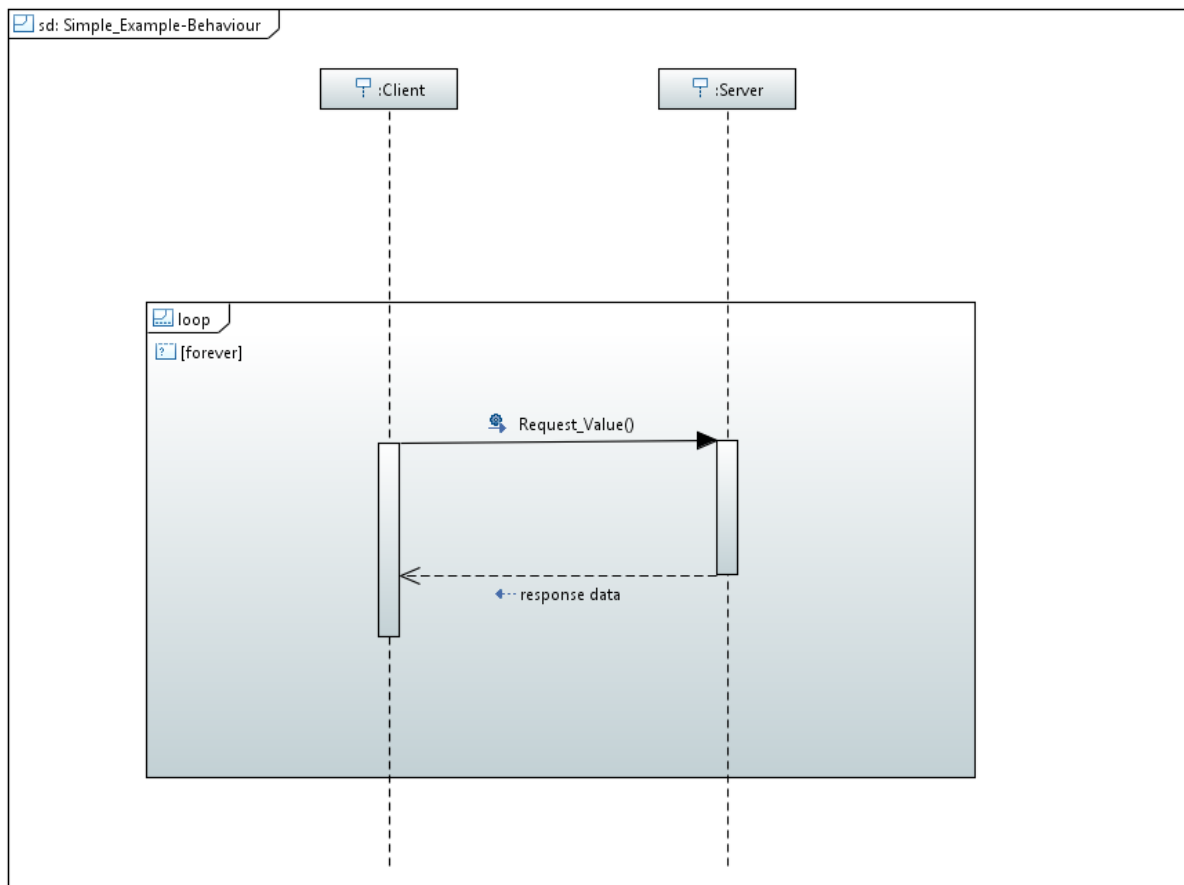 sd: Simple_Example-Behaviour
:Client
:Server
loop
[forever]
Request_Value()
response data